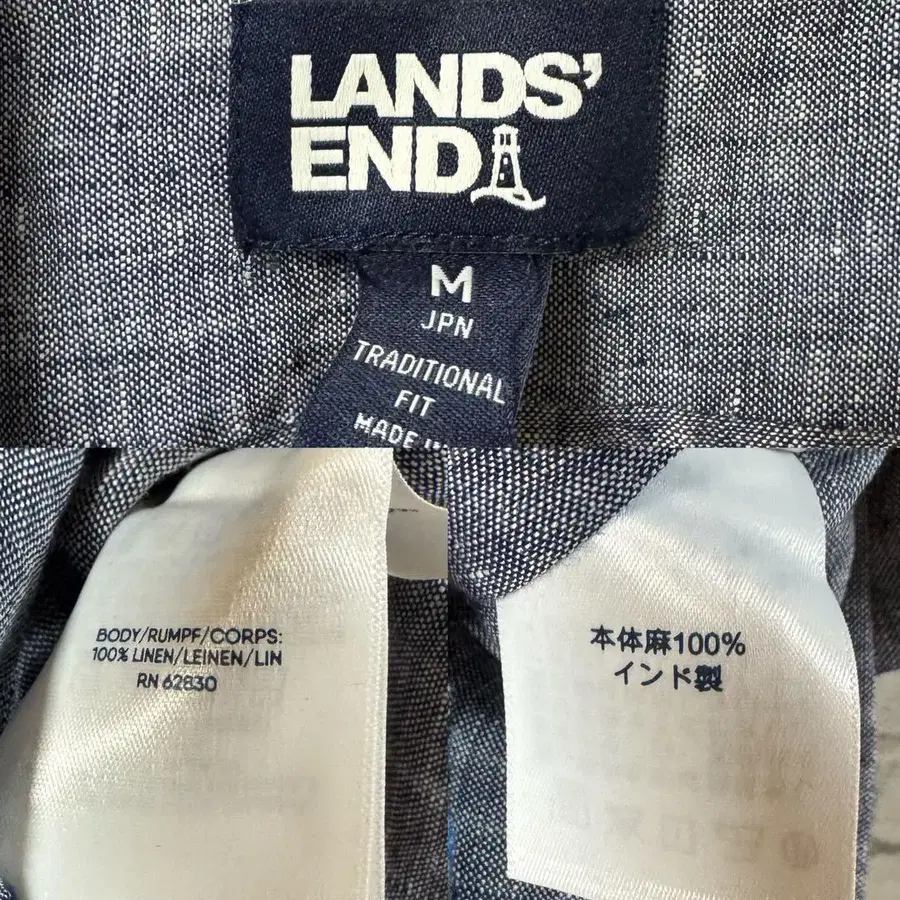 LANDS'
END
M
JPN
TRADITIONAL
FIT
MADE
BODY/RUMPF/CORPS:
100% LINEN/LEINEN/LIN
RN 62830
本体麻100%
インド製